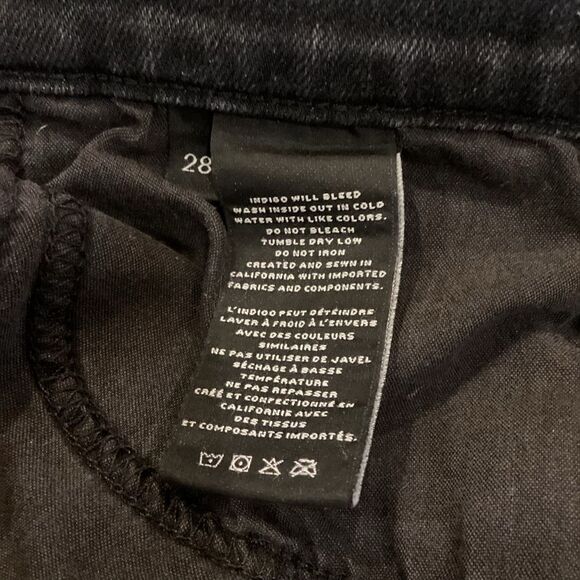 28
INDIGO WILL BLEED
WASH INSIDE OUT IN COLD
WATER WITH LIKE COLORS.
DO NOT BLEACH
TUMBLE DRY LOW
DO NOT IRON
CREATED AND SEWN IN
CALIFORNIA WITH IMPORTED
FABRICS AND COMPONENTS.
L'INDIGO PEUT DÉTEINDRE
LAVER À FROID À L'ENVERS
AVEC DES COULEURS
SIMILAIRES
NE PAS UTILISER DE JAVEL
SÉCHAGE À BASSE
TEMPÉRATURE
NE PAS REPASSER
CRÉÉ ET CONFECTIONNÉ EN
CALIFORNIE AVEC
DES TISSUS
ET COMPOSANTS IMPORTÉS.